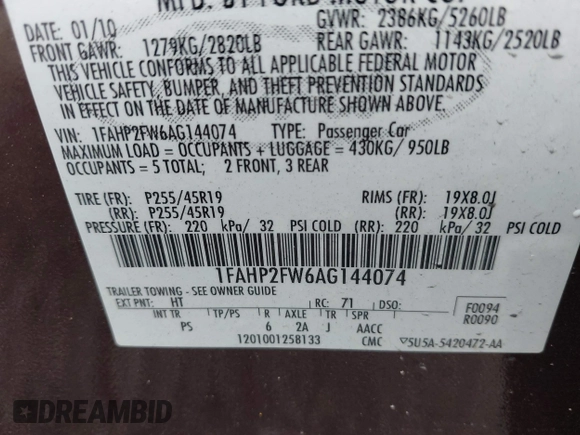 MFD. BY FORD MOTOR CO.
DATE: 01/10
GVWR: 2386KG/5260LB
FRONT GAWR: 1279KG/2820LB
REAR GAWR: 1143KG/2520LB
THIS VEHICLE CONFORMS TO ALL APPLICABLE FEDERAL MOTOR
VEHICLE SAFETY, BUMPER, AND THEFT PREVENTION STANDARDS
IN EFFECT ON THE DATE OF MANUFACTURE SHOWN ABOVE.
VIN: 1FAHP2FW6AG144074 TYPE: Passenger Car
MAXIMUM LOAD = OCCUPANTS + LUGGAGE = 430KG/ 950LB
OCCUPANTS = 5 TOTAL; 2 FRONT, 3 REAR
TIRE (FR): P255/45R19 RIMS (FR): 19X8.0J
(RR): P255/45R19 (RR): 19X8.0J
PRESSURE (FR): 220 kPa/ 32 PSI COLD (RR): 220 kPa/ 32 PSI COLD
1FAHP2FW6AG144074
TRAILER TOWING - SEE OWNER GUIDE
EXT PNT: HT RC: 71 F0094
INT TR TP/PS R AXLE TR SPR R0090
PS 6 2A J AACC
1201001258133 CMC ▽5U5A-5420472-AA
DREAMBID